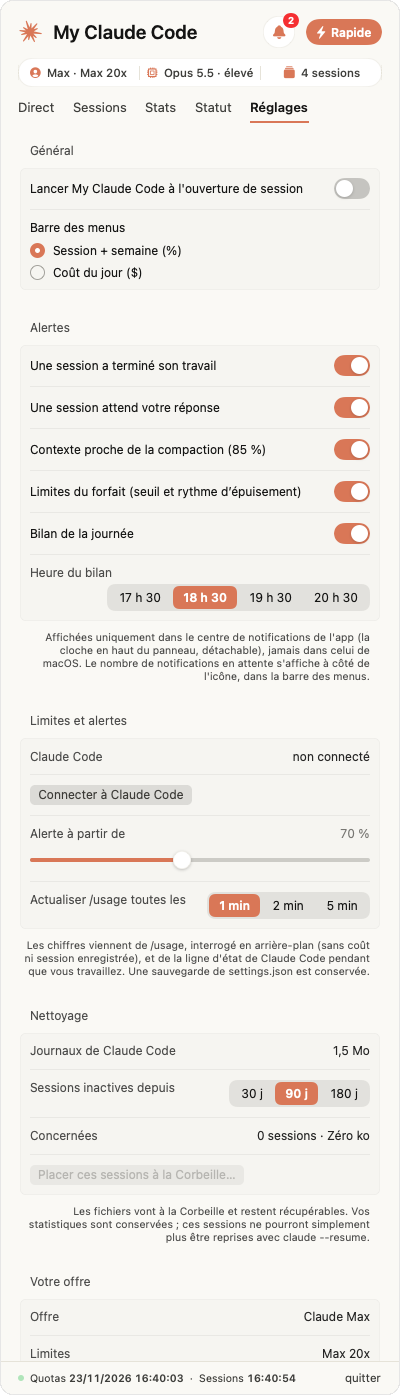 My Claude Code
2
Rapide
Max · Max 20x
Opus 5.5 · élevé
4 sessions
Direct
Sessions
Stats
Statut
Réglages
Général
Lancer My Claude Code à l'ouverture de session
Barre des menus
Session + semaine (%)
Coût du jour ($)
Alertes
Une session a terminé son travail
Une session attend votre réponse
Contexte proche de la compaction (85 %)
Limites du forfait (seuil et rythme d'épuisement)
Bilan de la journée
Heure du bilan
17 h 30
18 h 30
19 h 30
20 h 30
Affichées uniquement dans le centre de notifications de l'app (la
cloche en haut du panneau, détachable), jamais dans celui de
macOS. Le nombre de notifications en attente s'affiche à côté de
l'icône, dans la barre des menus.
Limites et alertes
Claude Code
non connecté
Connecter à Claude Code
Alerte à partir de
70 %
Actualiser /usage toutes les
1 min
2 min
5 min
Les chiffres viennent de /usage, interrogé en arrière-plan (sans coût
ni session enregistrée), et de la ligne d'état de Claude Code pendant
que vous travaillez. Une sauvegarde de settings.json est conservée.
Nettoyage
Journaux de Claude Code
1,5 Mo
Sessions inactives depuis
30 j
90 j
180 j
Concernées
0 sessions · Zéro ko
Placer ces sessions à la Corbeille...
Les fichiers vont à la Corbeille et restent récupérables. Vos
statistiques sont conservées ; ces sessions ne pourront simplement
plus être reprises avec claude --resume.
Votre offre
Offre
Claude Max
Limites
Max 20x
Quotas 23/11/2026 16:40:03 · Sessions 16:40:54
quitter